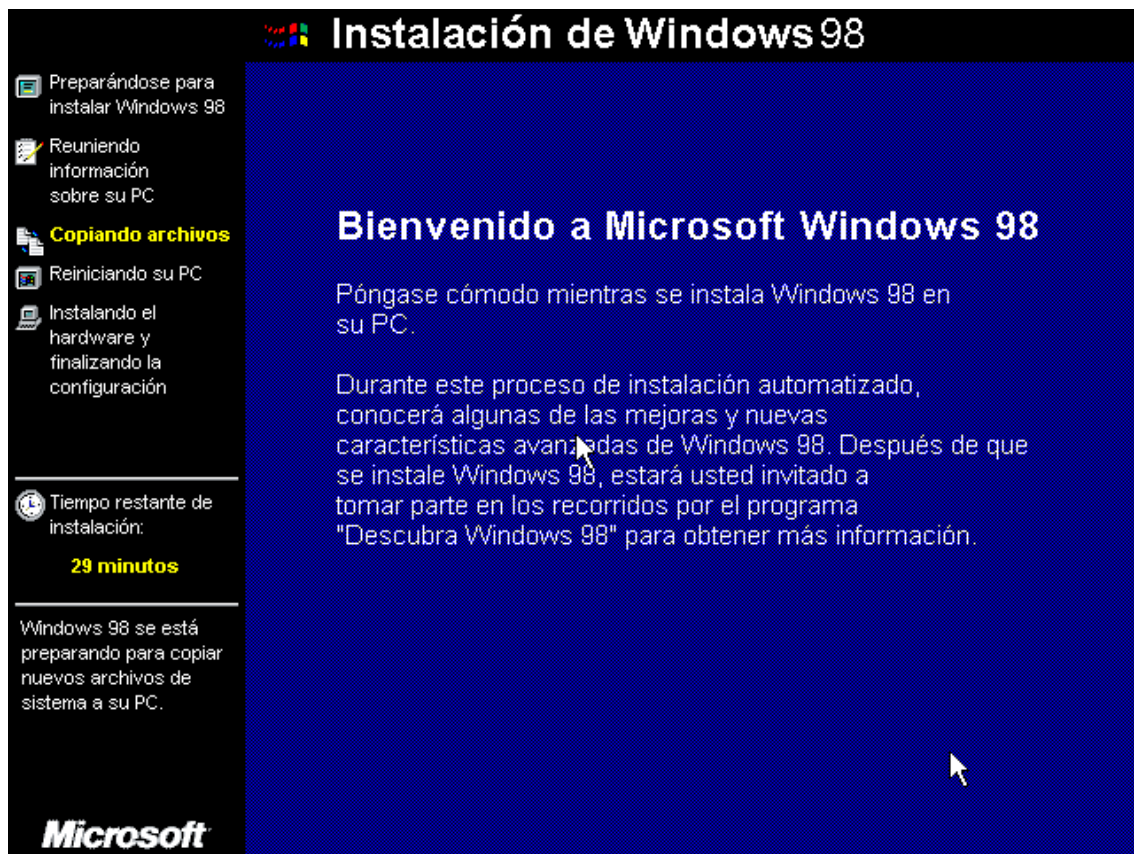 Instalación de Windows 98
Preparándose para
instalar Windows 98
Reuniendo
información
sobre su PC
Copiando archivos
Reiniciando su PC
Instalando el
hardware y
finalizando la
configuración
Tiempo restante de
instalación:
29 minutos
Windows 98 se está
preparando para copiar
nuevos archivos de
sistema a su PC.
Microsoft
Bienvenido a Microsoft Windows 98
Póngase cómodo mientras se instala Windows 98 en
su PC.
Durante este proceso de instalación automatizado,
conocerá algunas de las mejoras y nuevas
características avanzadas de Windows 98. Después de que
se instale Windows 98, estará usted invitado a
tomar parte en los recorridos por el programa
"Descubra Windows 98" para obtener más información.